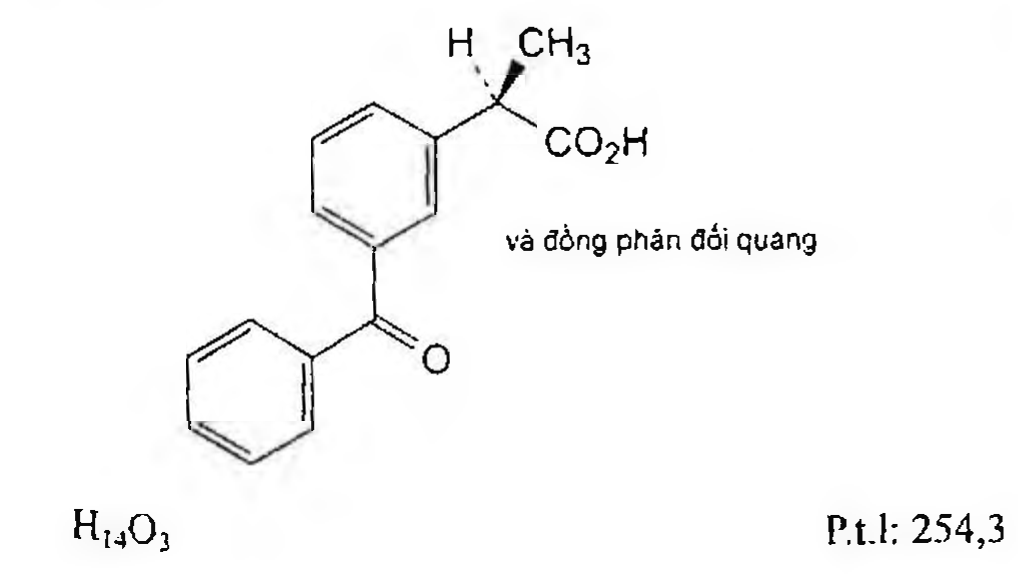 H CH₃
CO₂H
và đồng phân đối quang
O
H₁₄O₃ P.t.l: 254,3